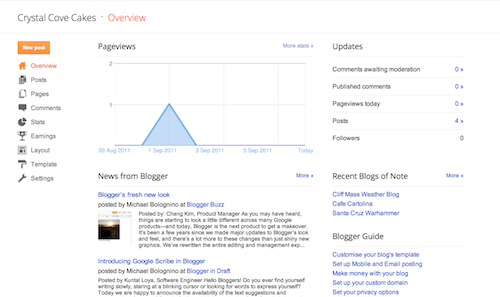 Crystal Cove Cakes · Overview
New post
Overview
Posts
Pages
Comments
Stats
Earnings
Layout
Template
Settings
Pageviews
More stats »
2
1
30 Aug 2011
1 Sep 2011
3 Sep 2011
5 Sep 2011
Today
Updates
Comments awaiting moderation 0 »
Published comments 0 »
Pageviews today 0 »
Posts 4 »
Followers 0
News from Blogger
More »
Blogger's fresh new look
posted by Michael Bolognino at Blogger Buzz
Posted by: Chang Kim, Product Manager As you may have heard,
things are starting to look a little different across many Google
products—and today, Blogger is the next product to get a makeover.
It's been a few years since we made major updates to Blogger's look
and feel, and there's a lot more to these changes than just shiny new
graphics. We've rewritten the entire editing and management exp...
Introducing Google Scribe in Blogger
posted by Michael Bolognino at Blogger in Draft
Posted by Kuntal Loya, Software Engineer Hello Bloggers! Do you ever find yourself
writing slowly, staring at a blinking cursor or looking for words to express yourself?
Today we are happy to announce the availability of the text suggestions and
Recent Blogs of Note
More »
Cliff Mass Weather Blog
Cafe Cartolina
Santa Cruz Warhammer
Blogger Guide
Customise your blog's template
Set up Mobile and Email posting
Make money with your blog
Set up your custom domain
Set your privacy options